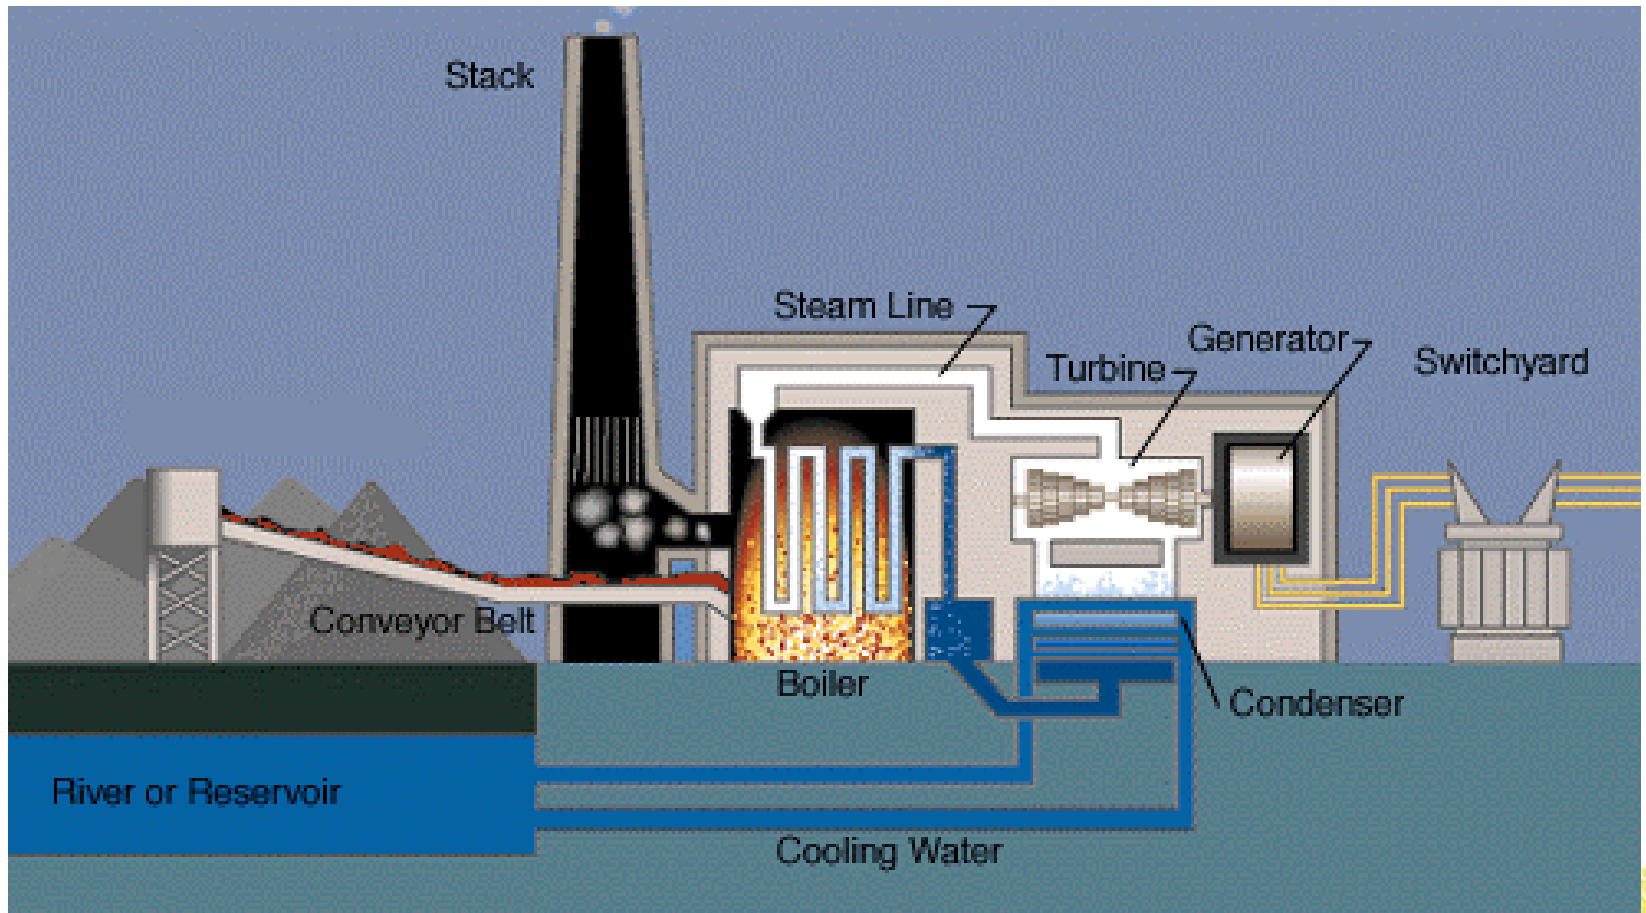 Stack
Steam Line
Generator
Turbine
Switchyard
Conveyor Belt
Boiler
Condenser
River or Reservoir
Cooling Water